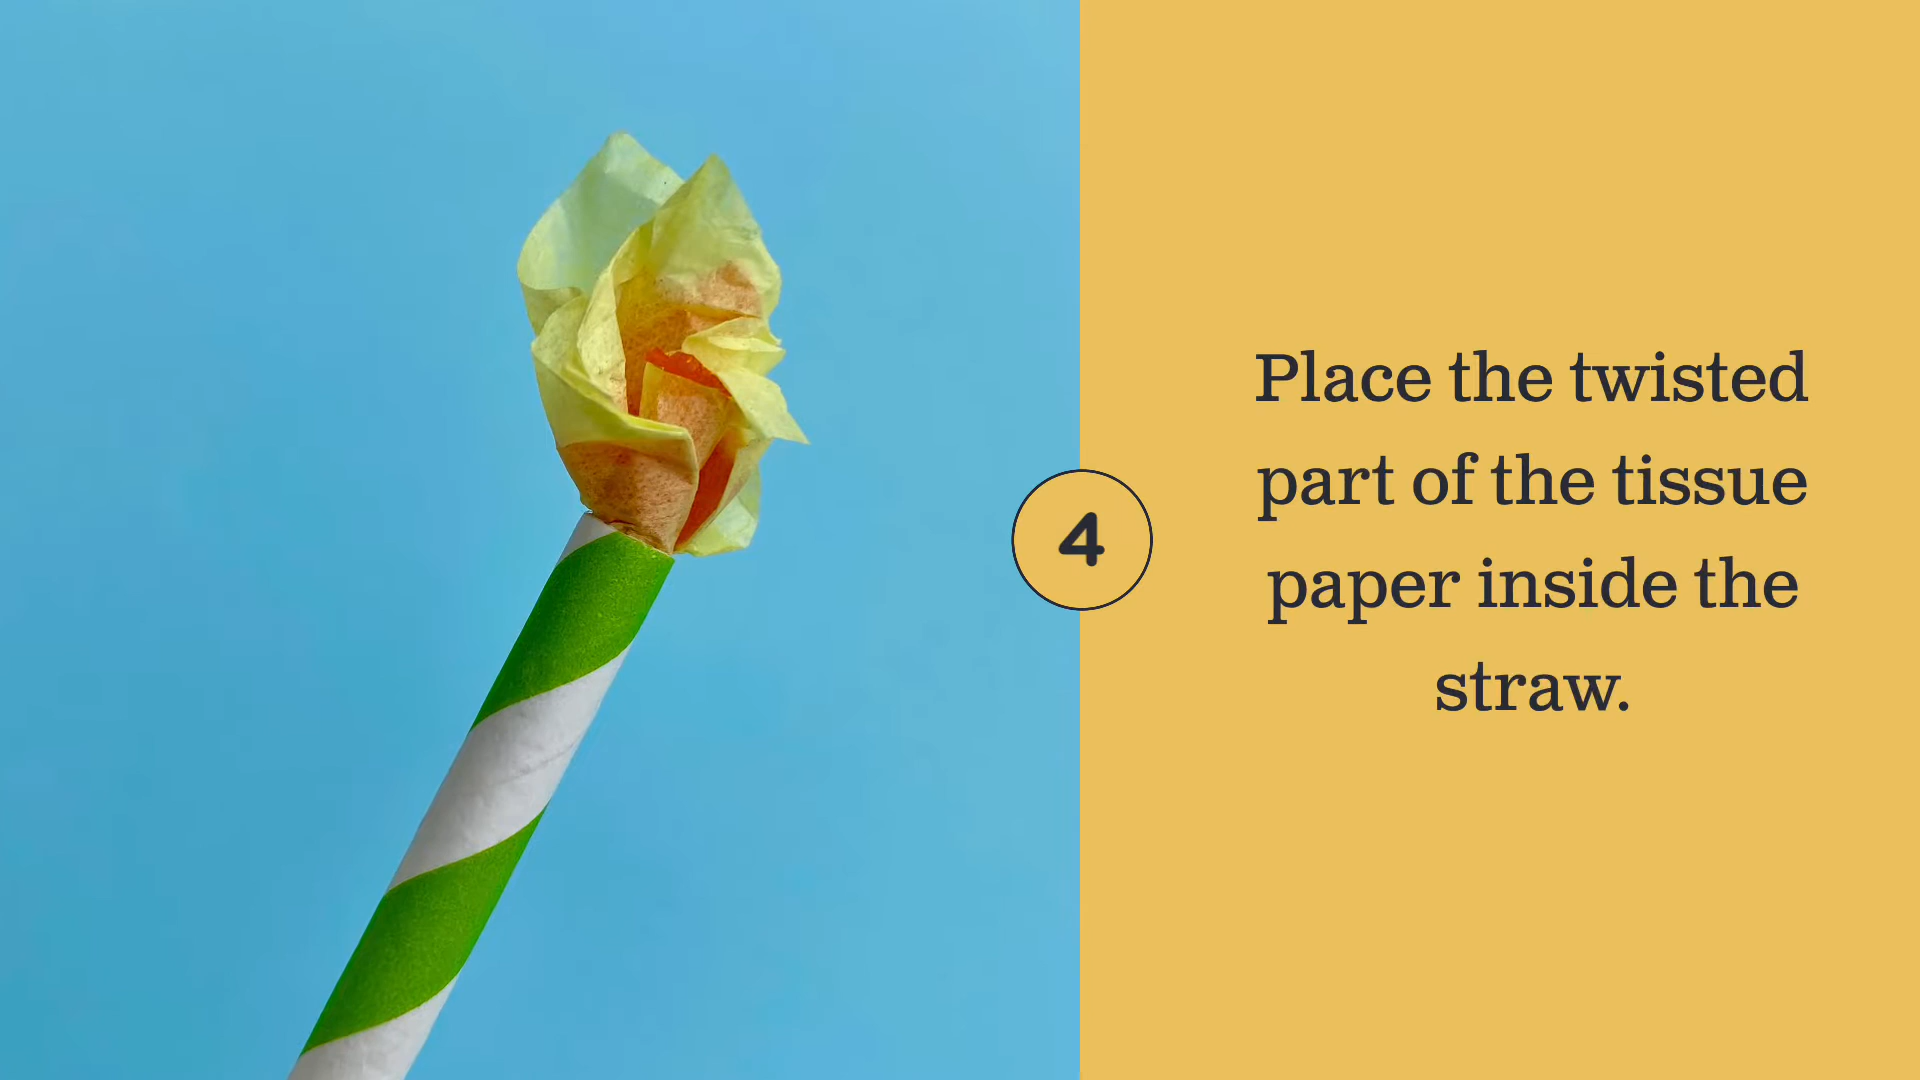 4
Place the twisted
part of the tissue
paper inside the
straw.